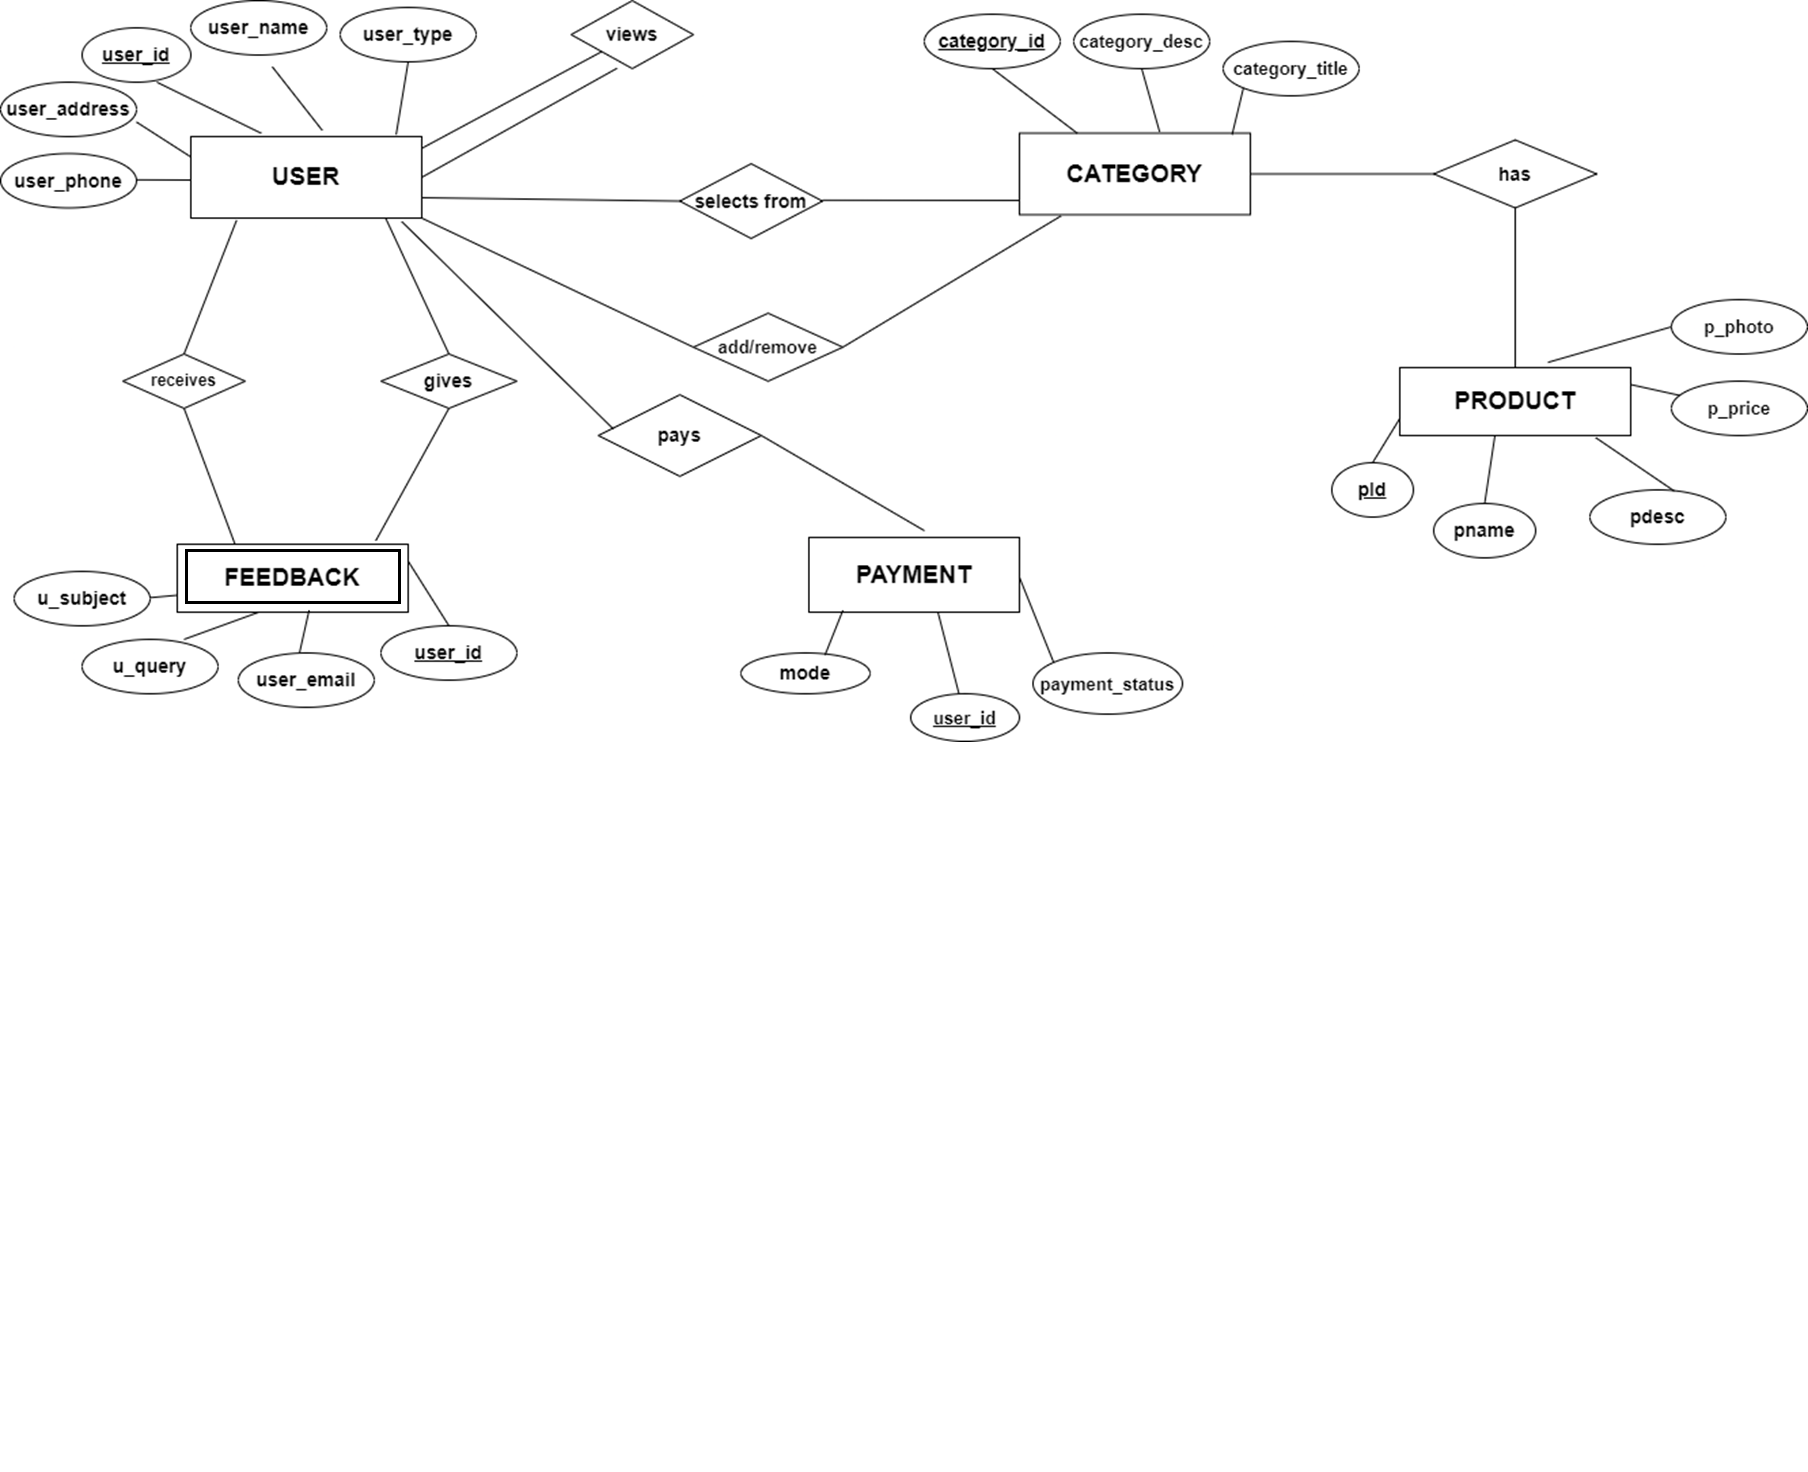 user_name
user_type
views
user_id
category_id
category_desc
category_title
user_address
user_phone
USER
CATEGORY
has
selects from
add/remove
p_photo
receives
gives
PRODUCT
p_price
pays
pId
pname
pdesc
FEEDBACK
PAYMENT
u_subject
u_query
user_email
user_id
mode
user_id
payment_status